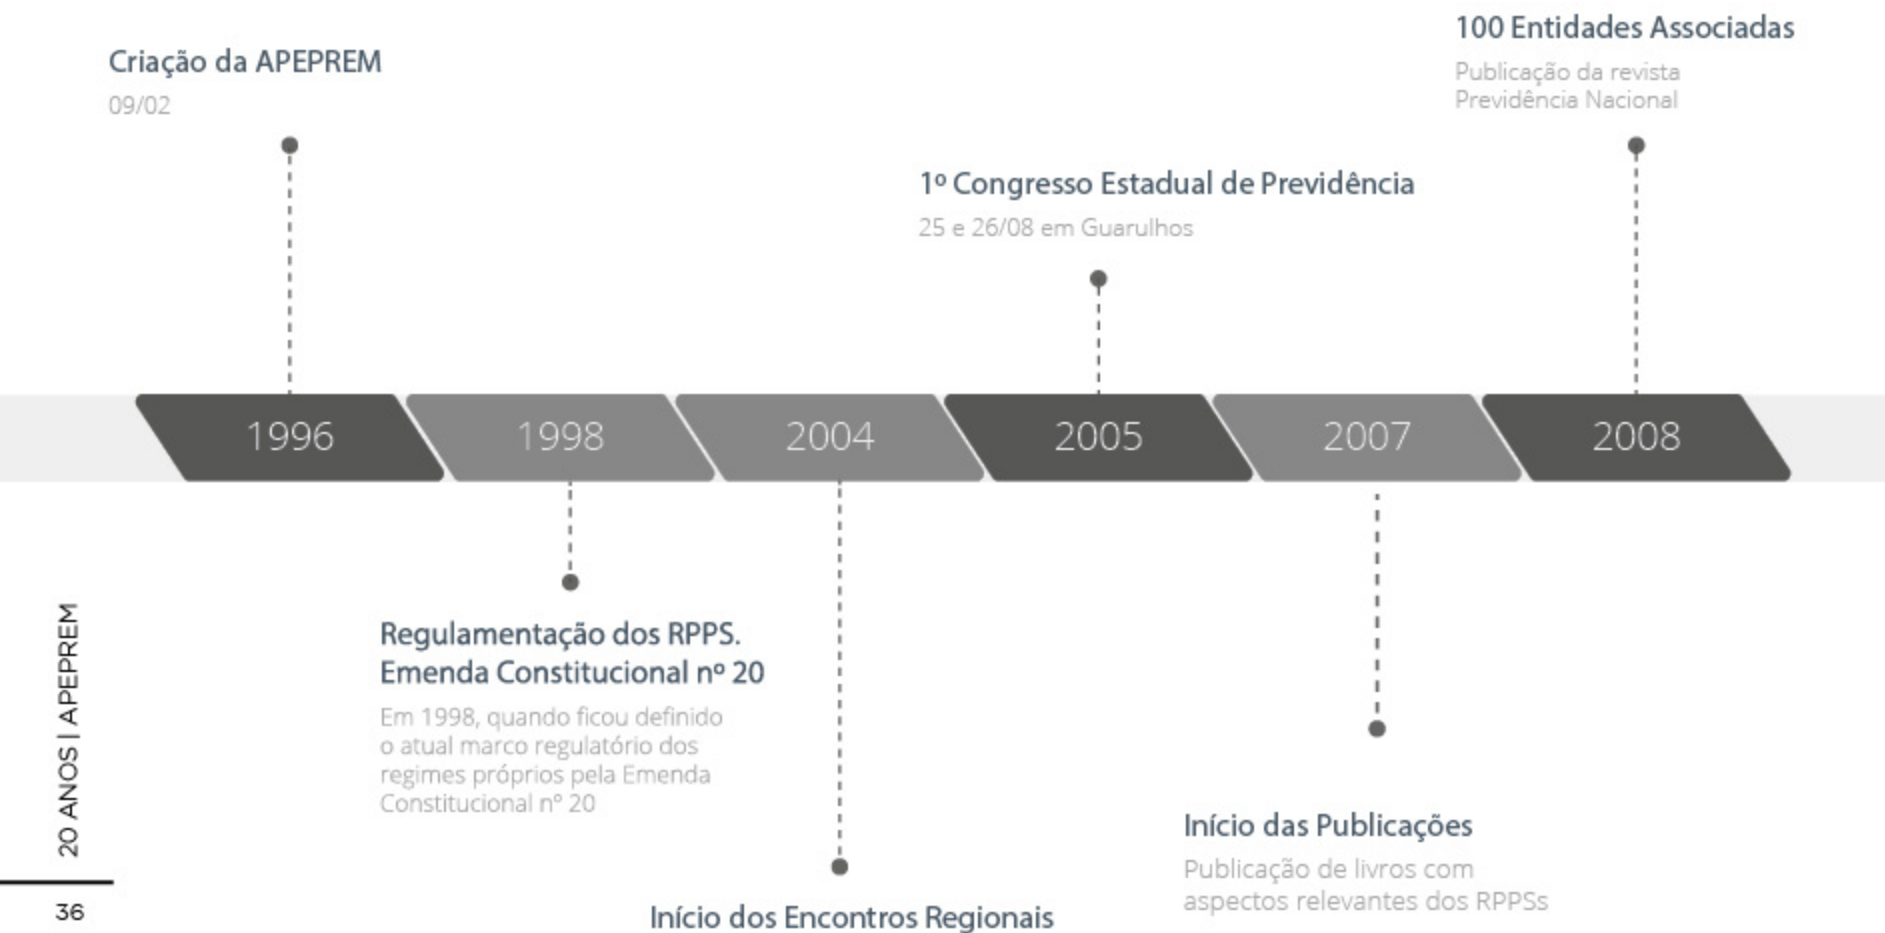 Criação da APEPREM
09/02
100 Entidades Associadas
Publicação da revista
Previdência Nacional
1º Congresso Estadual de Previdência
25 e 26/08 em Guarulhos
1996
1998
2004
2005
2007
2008
Regulamentação dos RPPS.
Emenda Constitucional nº 20
Em 1998, quando ficou definido
o atual marco regulatório dos
regimes próprios pela Emenda
Constitucional nº 20
Início dos Encontros Regionais
Início das Publicações
Publicação de livros com
aspectos relevantes dos RPPSs
20 ANOS | APEPREM
36